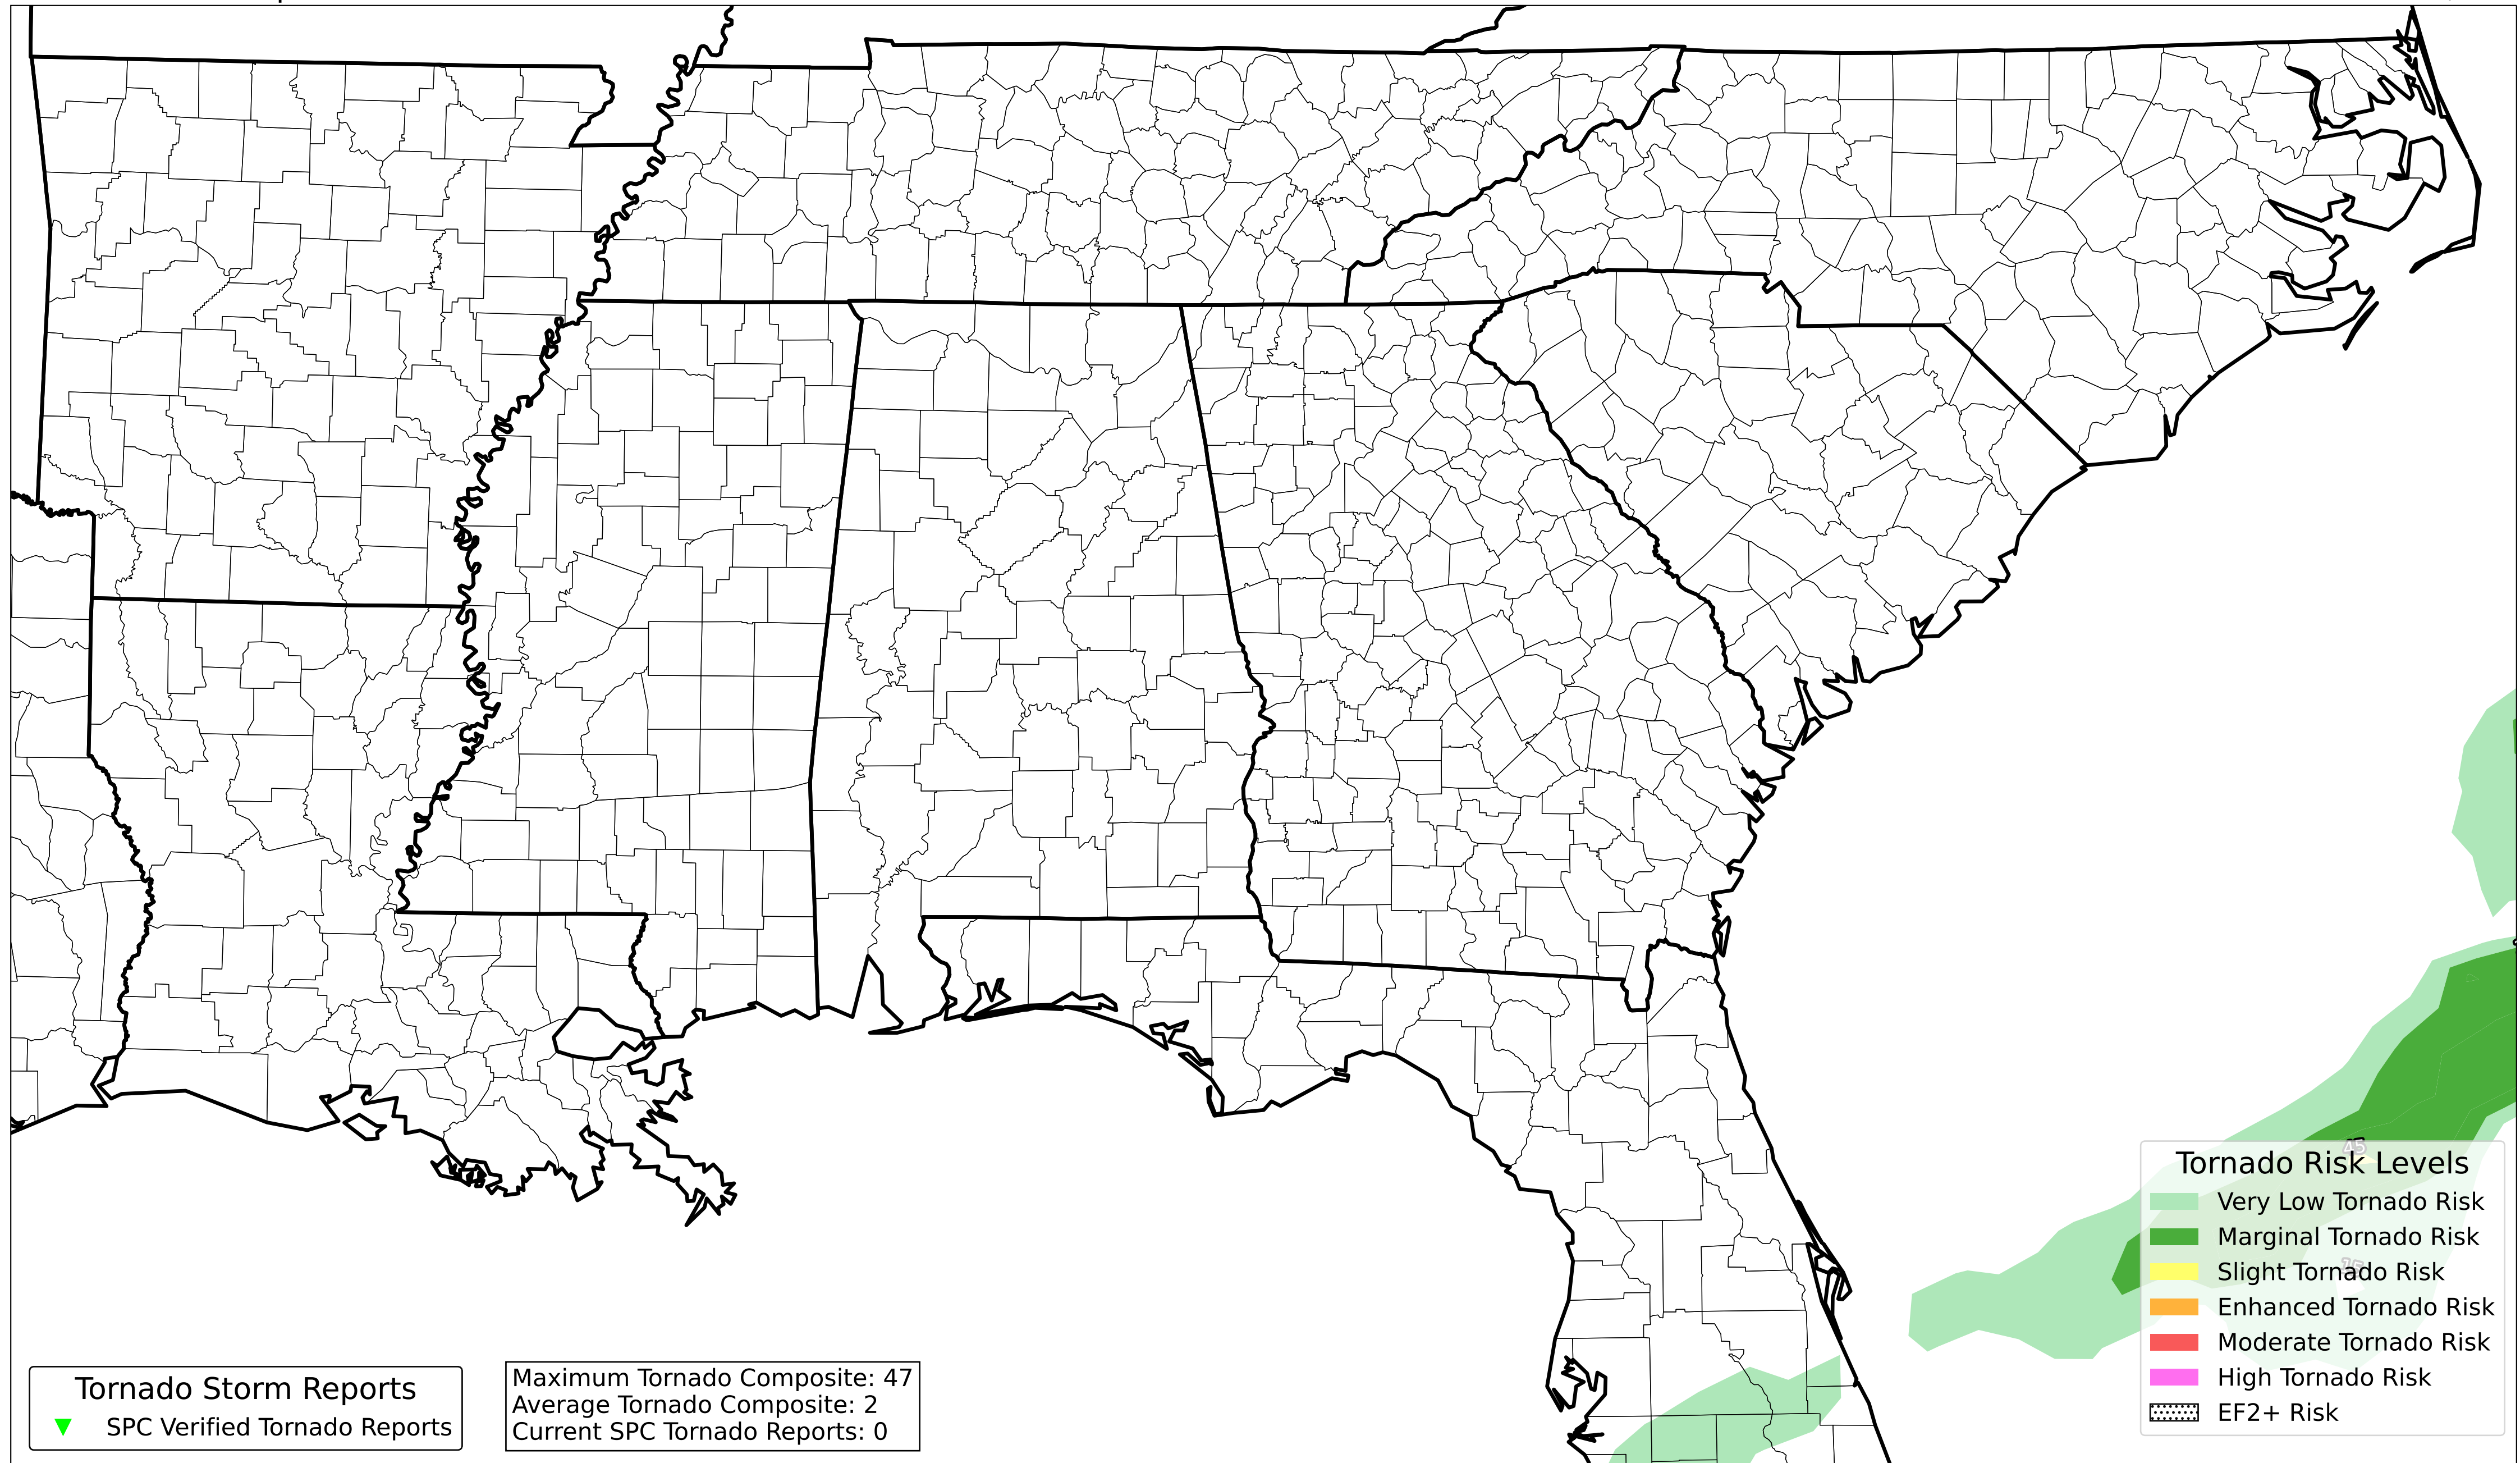 45
Tornado Risk Levels
Very Low Tornado Risk
Marginal Tornado Risk
Slight Tornado Risk
Enhanced Tornado Risk
Moderate Tornado Risk
High Tornado Risk
EF2+ Risk
Tornado Storm Reports
SPC Verified Tornado Reports
Maximum Tornado Composite: 47
Average Tornado Composite: 2
Current SPC Tornado Reports: 0